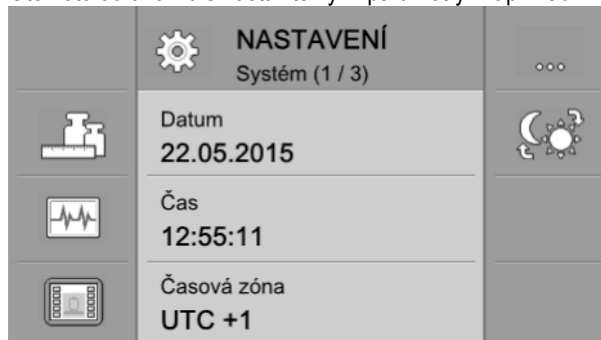 NASTAVENÍ
Systém (1 / 3)
Datum
22.05.2015
Čas
12:55:11
Časová zóna
UTC +1